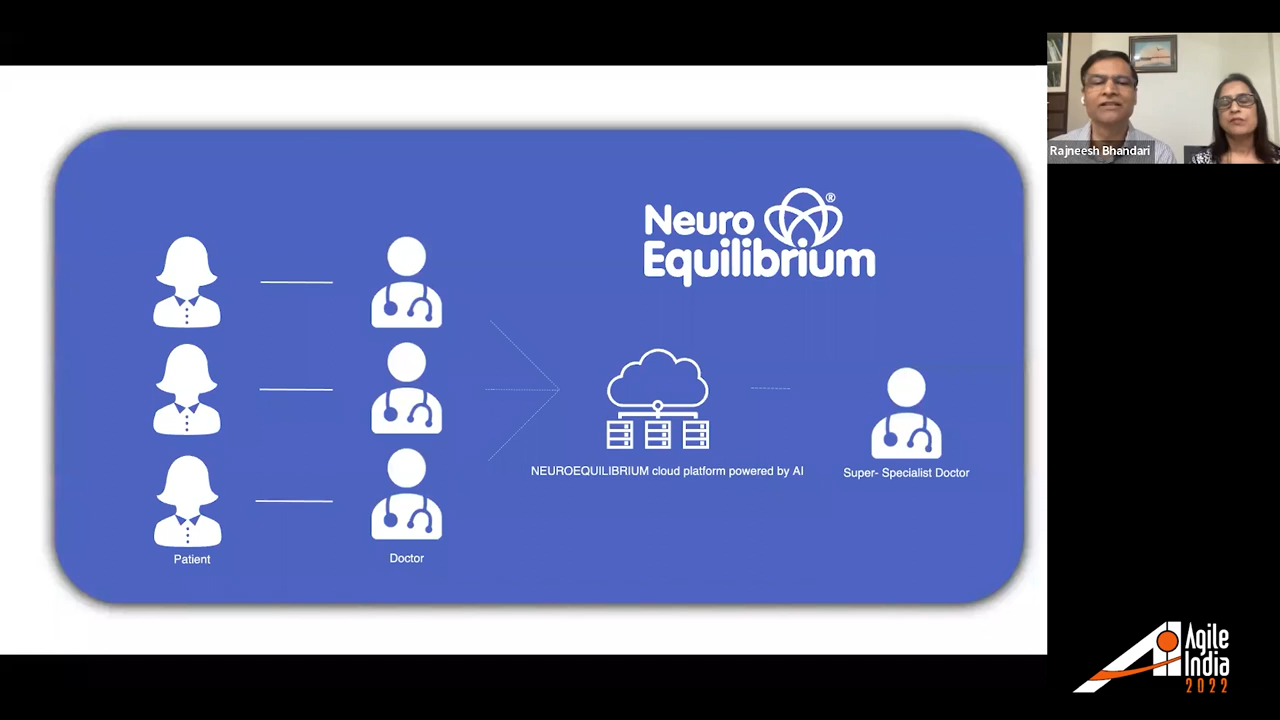 Neuro
Equilibrium
®
NEUROEQUILIBRIUM cloud platform powered by AI
Super- Specialist Doctor
Patient
Doctor
Rajneesh Bhandari
Agile
India
2022